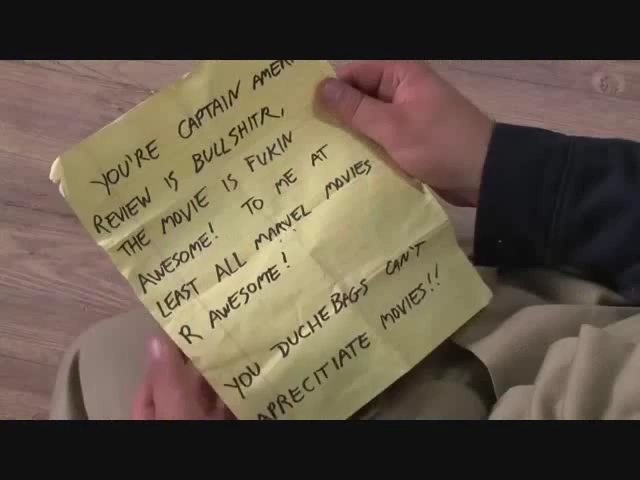 YOU'RE CAPTAIN AMERI
REVIEW IS BULLSHITR,
THE MOVIE IS FUKIN
AWESOME! TO ME AT
LEAST ALL MARVEL MOVIES
R AWESOME!
YOU DUCHEBAGS CAN'T
APRECITIATE MOVIES!!